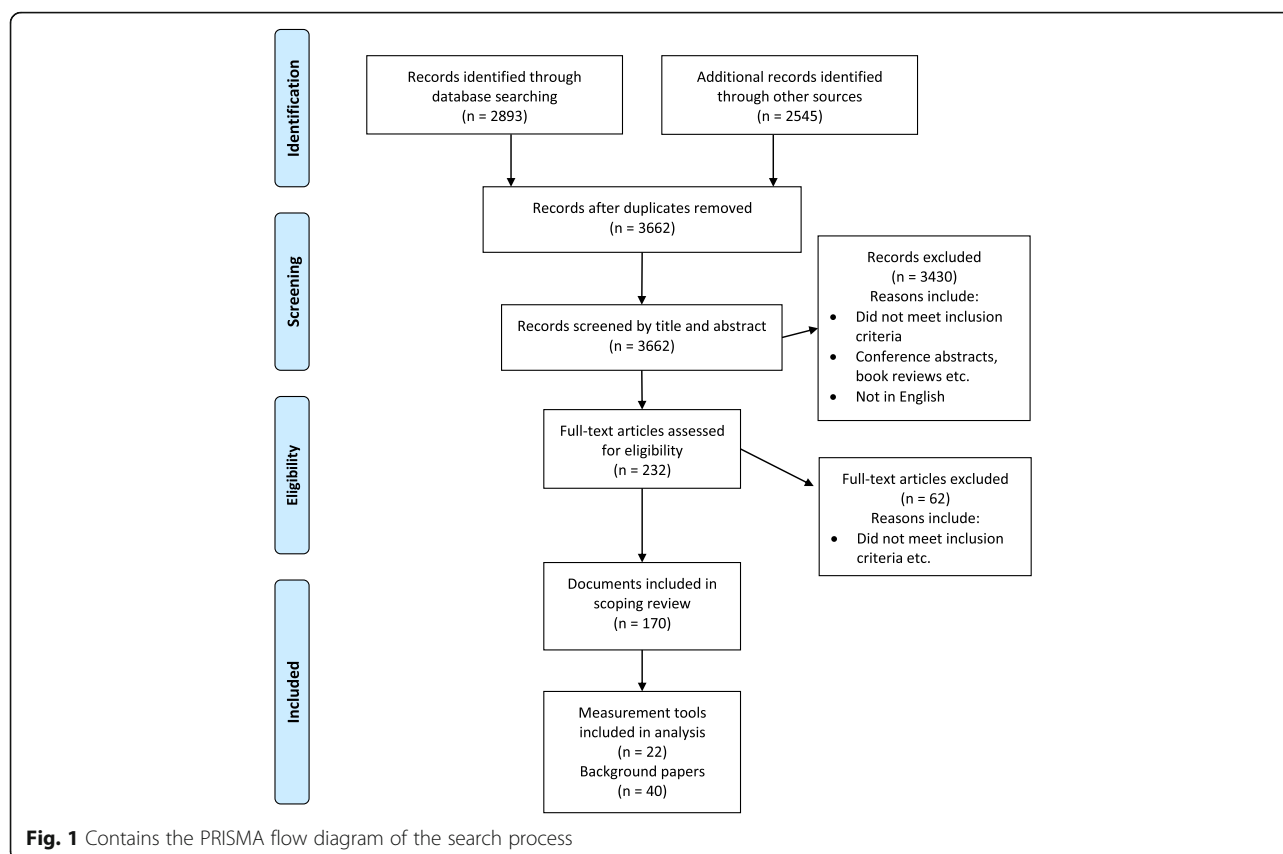 Identification
Records identified through
database searching
(n = 2893)
Additional records identified
through other sources
(n = 2545)
Screening
Records after duplicates removed
(n = 3662)
Records screened by title and abstract
(n = 3662)
Records excluded
(n = 3430)
Reasons include:
• Did not meet inclusion
criteria
• Conference abstracts,
book reviews etc.
• Not in English
Eligibility
Full-text articles assessed
for eligibility
(n = 232)
Full-text articles excluded
(n = 62)
Reasons include:
• Did not meet inclusion
criteria etc.
Included
Documents included in
scoping review
(n = 170)
Measurement tools
included in analysis
(n = 22)
Background papers
(n = 40)
Fig. 1 Contains the PRISMA flow diagram of the search process